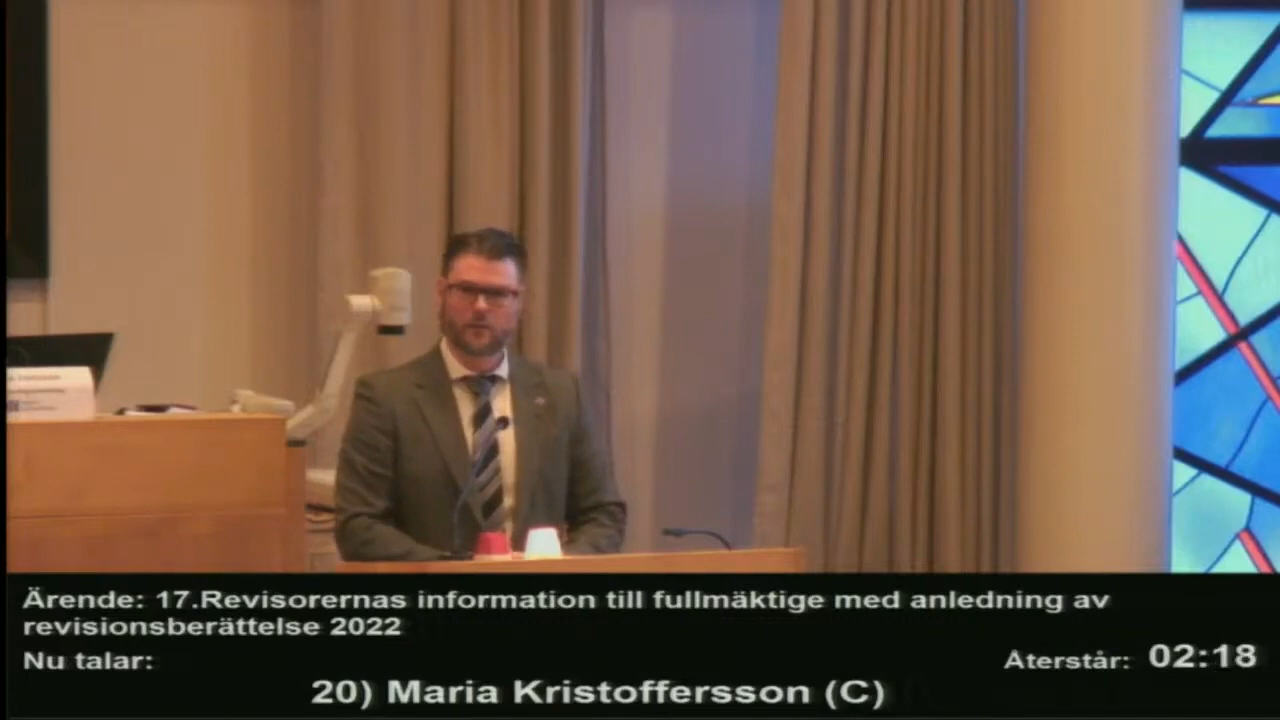 Ärende: 17.Revisorernas information till fullmäktige med anledning av
revisionsberättelse 2022
Nu talar:
Återstår: 02:18
20) Maria Kristoffersson (C)